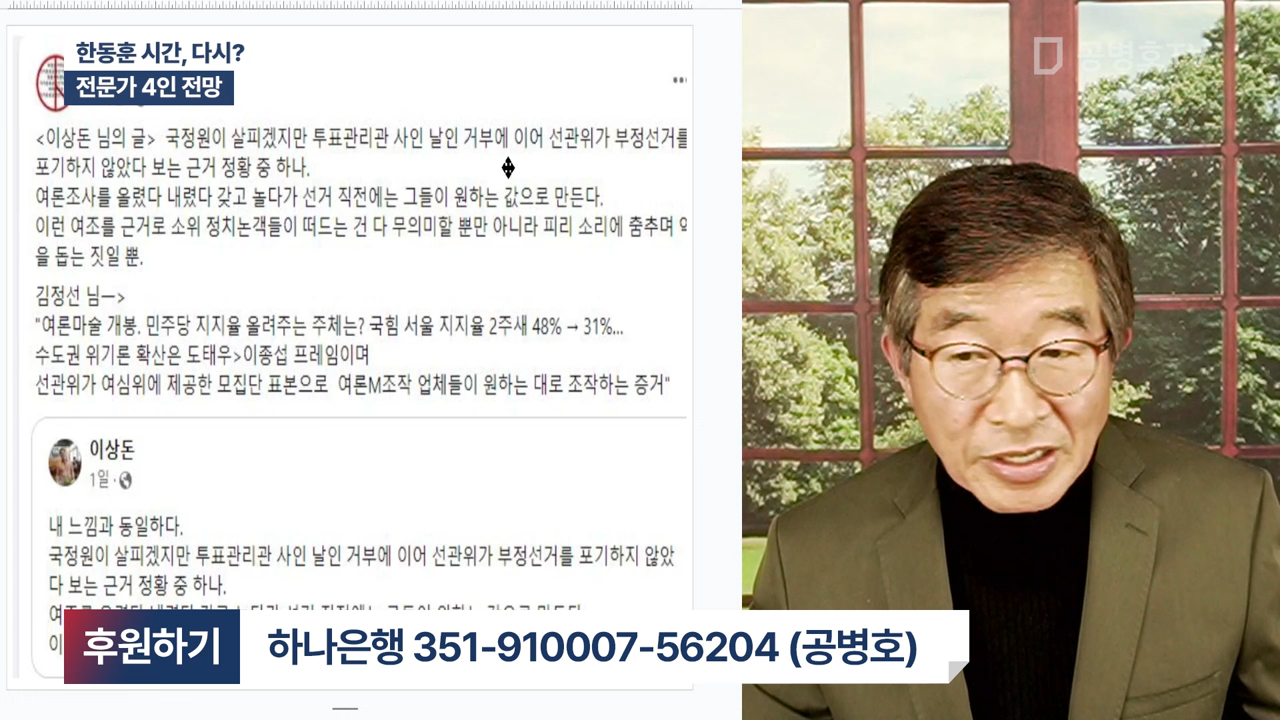 한동훈 시간, 다시?
전문가 4인 전망
<이상돈 님의 글> 국정원이 살피겠지만 투표관리관 사인 날인 거부에 이어 선관위가 부정선거를
포기하지 않았다 보는 근거 정황 중 하나.
여론조사를 올렸다 내렸다 갖고 놀다가 선거 직전에는 그들이 원하는 값으로 만든다.
이런 여조를 근거로 소위 정치논객들이 떠드는 건 다 무의미할 뿐만 아니라 피리 소리에 춤추며
을 돕는 짓일 뿐.
김정선 님ㅡ>
"여론마술 개봉. 민주당 지지율 올려주는 주체는? 국힘 서울 지지율 2주새 48% → 31%...
수도권 위기론 확산은 도태우>이종섭 프레임이며
선관위가 여심위에 제공한 모집단 표본으로 여론M조작 업체들이 원하는 대로 조작하는 증거"
이상돈
1일 ·
내 느낌과 동일하다.
국정원이 살피겠지만 투표관리관 사인 날인 거부에 이어 선관위가 부정선거를 포기하지 않았
다 보는 근거 정황 중 하나.
후원하기
하나은행 351-910007-56204 (공병호)
공병호